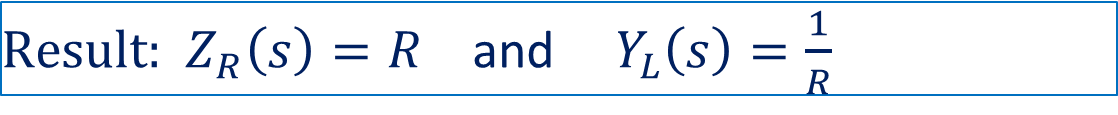 Result: Z_R(s) = R and Y_L(s) = 1/R